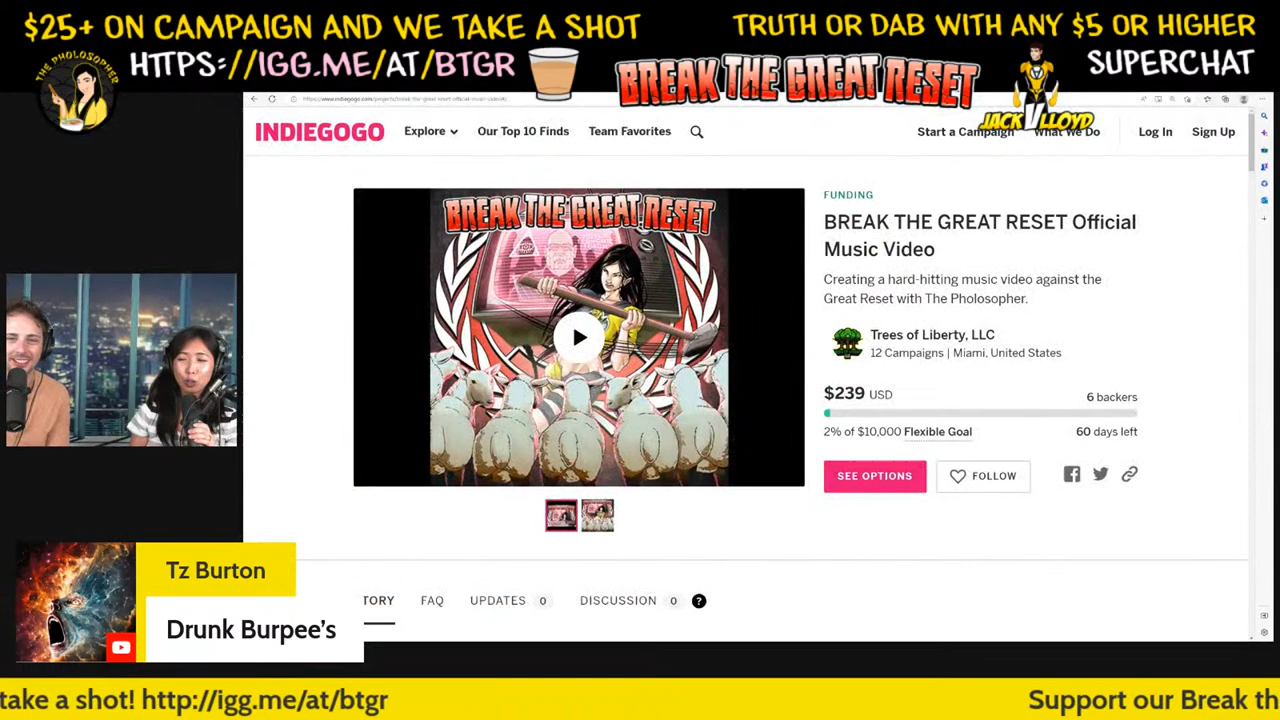 $25+ ON CAMPAIGN AND WE TAKE A SHOT
HTTPS://IGG.ME/AT/BTGR
THE PHOLOSOPHER
BREAK THE GREAT RESET
TRUTH OR DAB WITH ANY $5 OR HIGHER
SUPERCHAT
JACK V LLOYD
INDIEGOGO
Explore
Our Top 10 Finds
Team Favorites
Start a Campaign
What We Do
Log In
Sign Up
BREAK THE GREAT RESET
FUNDING
BREAK THE GREAT RESET Official
Music Video
Creating a hard-hitting music video against the
Great Reset with The Pholosopher.
Trees of Liberty, LLC
12 Campaigns | Miami, United States
$239 USD
6 backers
2% of $10,000 Flexible Goal
60 days left
SEE OPTIONS
FOLLOW
TORY
FAQ
UPDATES 0
DISCUSSION 0 ?
Tz Burton
Drunk Burpee’s
take a shot! http://igg.me/at/btgr
Support our Break th